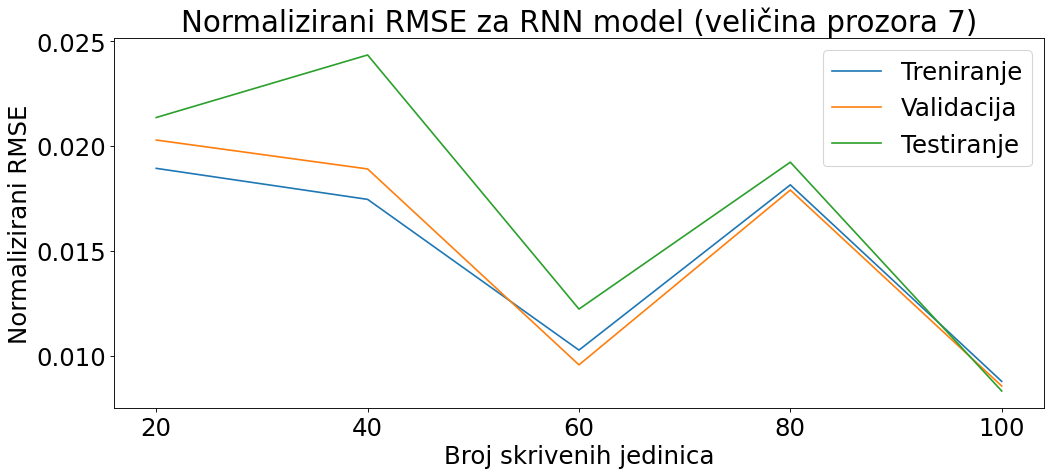 Normalizirani RMSE za RNN model (veličina prozora 7)
Normalizirani RMSE
0.025
0.020
0.015
0.010
Treniranje
Validacija
Testiranje
20 40 60 80 100
Broj skrivenih jedinica